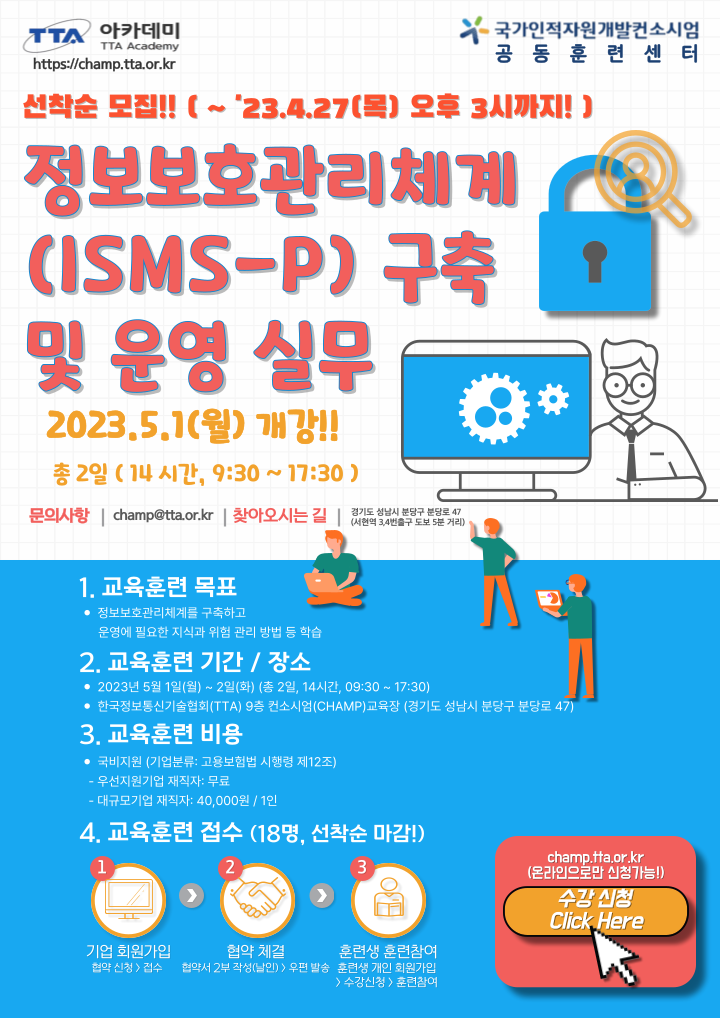 TTA 아카데미
TTA Academy
https://champ.tta.or.kr
국가인적자원개발컨소시엄
공동훈련센터
선착순 모집!! ( ~ '23.4.27(목) 오후 3시까지! )
정보보호관리체계
(ISMS-P) 구축
및 운영 실무
2023.5.1(월) 개강!!
총 2일 ( 14 시간, 9:30 ~ 17:30 )
문의사항 | champ@tta.or.kr | 찾아오시는 길 | 경기도 성남시 분당구 분당로 47
(서현역 3,4번출구 도보 5분 거리)
1. 교육훈련 목표
• 정보보호관리체계를 구축하고
운영에 필요한 지식과 위험 관리 방법 등 학습
2. 교육훈련 기간 / 장소
• 2023년 5월 1일(월) ~ 2일(화) (총 2일, 14시간, 09:30 ~ 17:30)
• 한국정보통신기술협회(TTA) 9층 컨소시엄(CHAMP)교육장 (경기도 성남시 분당구 분당로 47)
3. 교육훈련 비용
• 국비지원 (기업분류: 고용보험법 시행령 제12조)
- 우선지원기업 재직자: 무료
- 대규모기업 재직자: 40,000원 / 1인
4. 교육훈련 접수 (18명, 선착순 마감!)
1
기업 회원가입
협약 신청 > 접수
2
협약 체결
협약서 2부 작성(날인) > 우편 발송
3
훈련생 훈련참여
훈련생 개인 회원가입
> 수강신청 > 훈련참여
champ.tta.or.kr
(온라인으로만 신청가능!)
수강 신청
Click Here